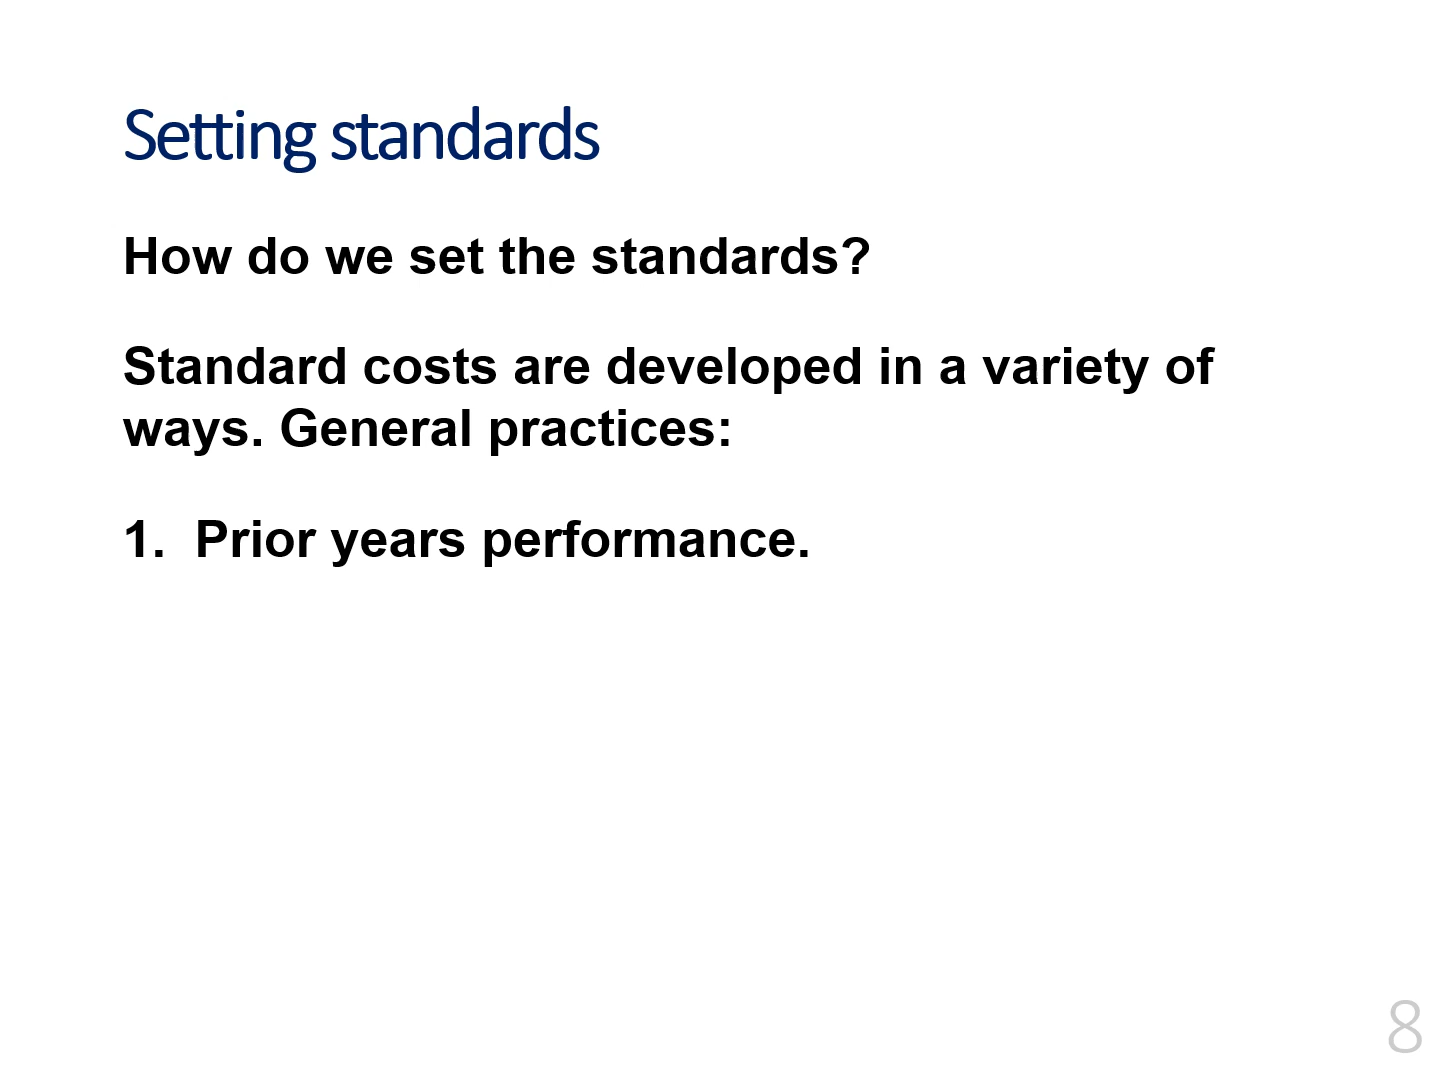 Setting standards
How do we set the standards?
Standard costs are developed in a variety of
ways. General practices:
1. Prior years performance.
8